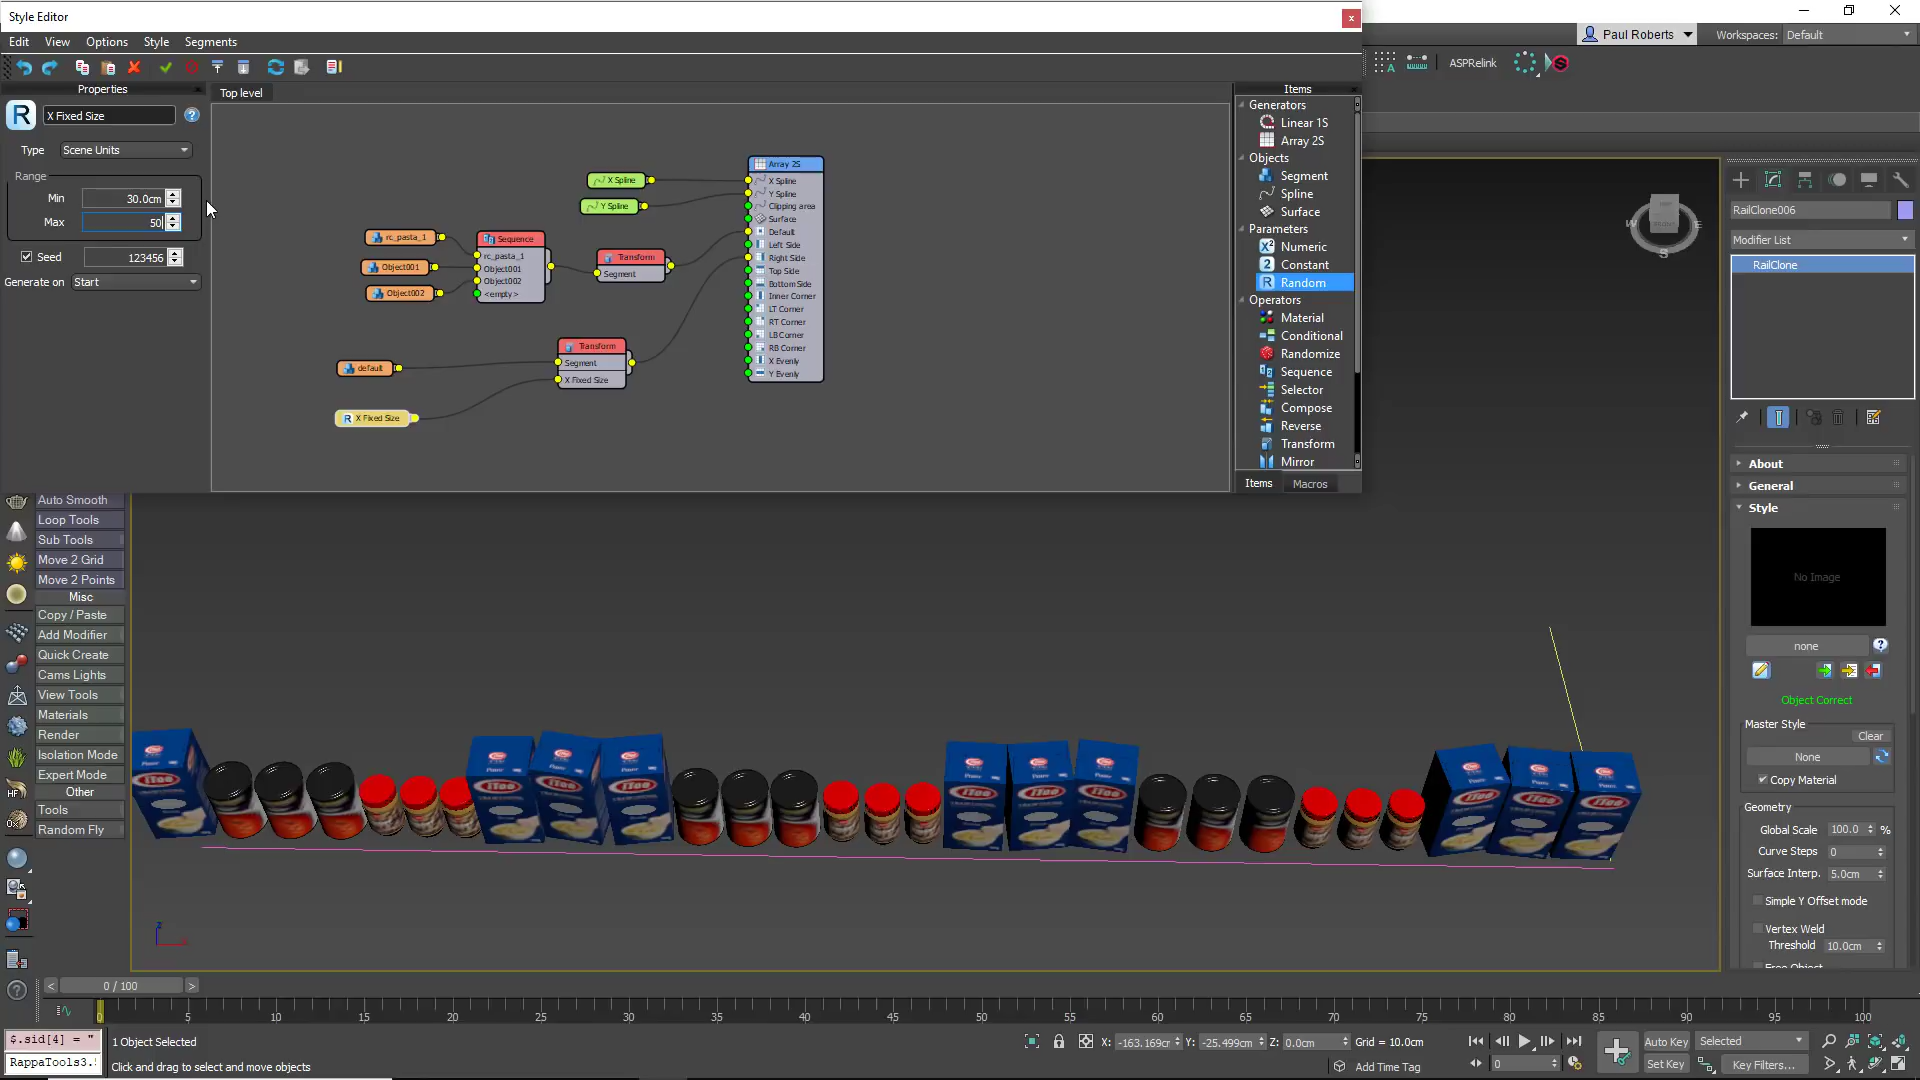 Style Editor
Edit View Options Style Segments
Paul Roberts
Workspaces: Default
ASPRelink
Properties
Top level
X Fixed Size
Type Scene Units
Range
Min 30.0cm
Max 50
Seed 123456
Generate on Start
X Spline
Y Spline
rc_pasta_1
Object001
Object002
Sequence
rc_pasta_1
Object001
Object002
<empty>
Transform
Segment
default
Transform
Segment
X Fixed Size
X Fixed Size
Array 2S
X Spline
Y Spline
Clipping area
Surface
Default
Left Side
Right Side
Top Side
Bottom Side
Inner Corner
LT Corner
RT Corner
LB Corner
RB Corner
X Evenly
Y Evenly
Items
Generators
Linear 1S
Array 2S
Objects
Segment
Spline
Surface
Parameters
Numeric
Constant
Random
Operators
Material
Conditional
Randomize
Sequence
Selector
Compose
Reverse
Transform
Mirror
Items Macros
RailClone006
Modifier List
RailClone
About
General
Style
No Image
none
Object Correct
Master Style
Clear
None
Copy Material
Geometry
Global Scale 100.0 %
Curve Steps 0
Surface Interp. 5.0cm
Simple Y Offset mode
Vertex Weld
Threshold 10.0cm
Auto Smooth
Loop Tools
Sub Tools
Move 2 Grid
Move 2 Points
Misc
Copy / Paste
Add Modifier
Quick Create
Cams Lights
View Tools
Materials
Render
Isolation Mode
Expert Mode
Other
Tools
Random Fly
0 / 100
0 5 10 15 20 25 30 35 40 45 50 55 60 65 70 75 80 85 90 95 100
$.sid[4] = "
RappaTools3.
1 Object Selected
Click and drag to select and move objects
X: -163.169cm Y: -25.499cm Z: 0.0cm Grid = 10.0cm
Add Time Tag
0
Auto Key Selected
Set Key Key Filters...